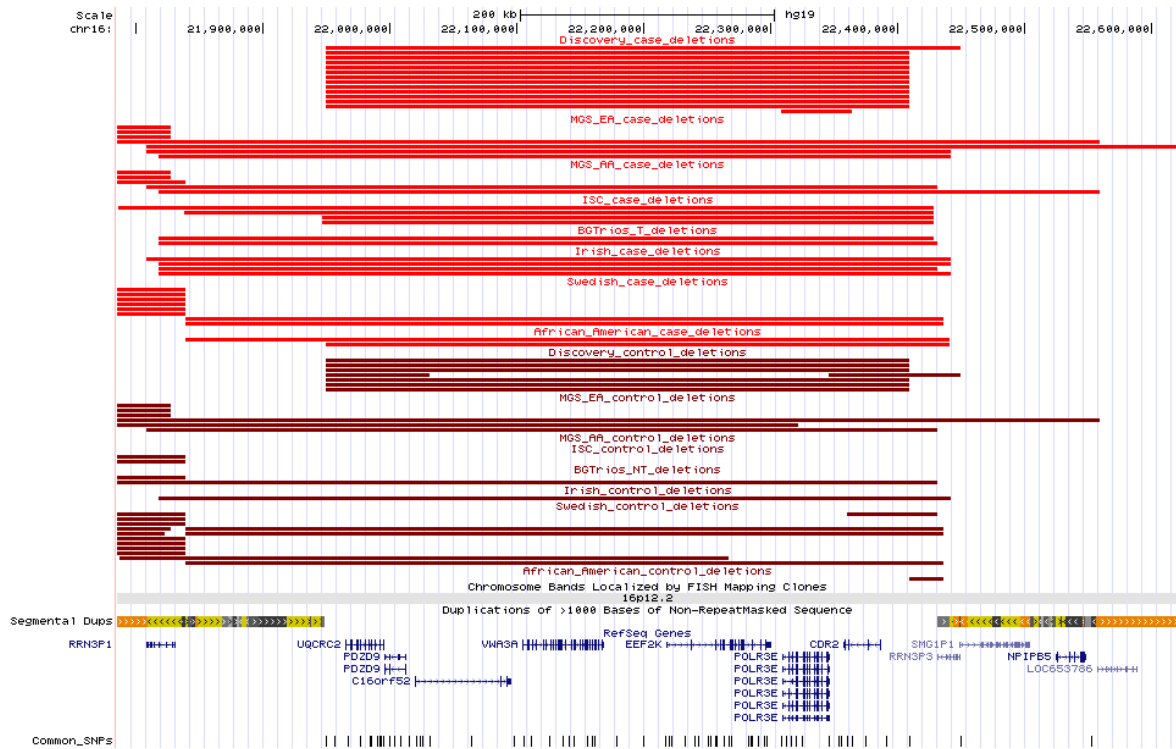 Scale 200 kb hg19
chr16: 21,900,000 22,000,000 22,100,000 22,200,000 22,300,000 22,400,000 22,500,000 22,600,000
Discovery_case_deletions
MGS_EA_case_deletions
MGS_AA_case_deletions
ISC_case_deletions
BGTrios_T_deletions
Irish_case_deletions
Swedish_case_deletions
African_American_case_deletions
Discovery_control_deletions
MGS_EA_control_deletions
MGS_AA_control_deletions
ISC_control_deletions
BGTrios_NT_deletions
Irish_control_deletions
Swedish_control_deletions
African_American_control_deletions
Chromosome Bands Localized by FISH Mapping Clones
16p12.2
Duplications of >1000 Bases of Non-RepeatMasked Sequence
Segmental Dups
RefSeq Genes
RRN3P1 UQCRC2 VWA3A EEF2K CDR2 SMG1P1
PDZD9 POLR3E RRN3P3 NPIPB5
PDZD9 POLR3E LOC653786
C16orf52 POLR3E
POLR3E
POLR3E
POLR3E
Common_SNPs